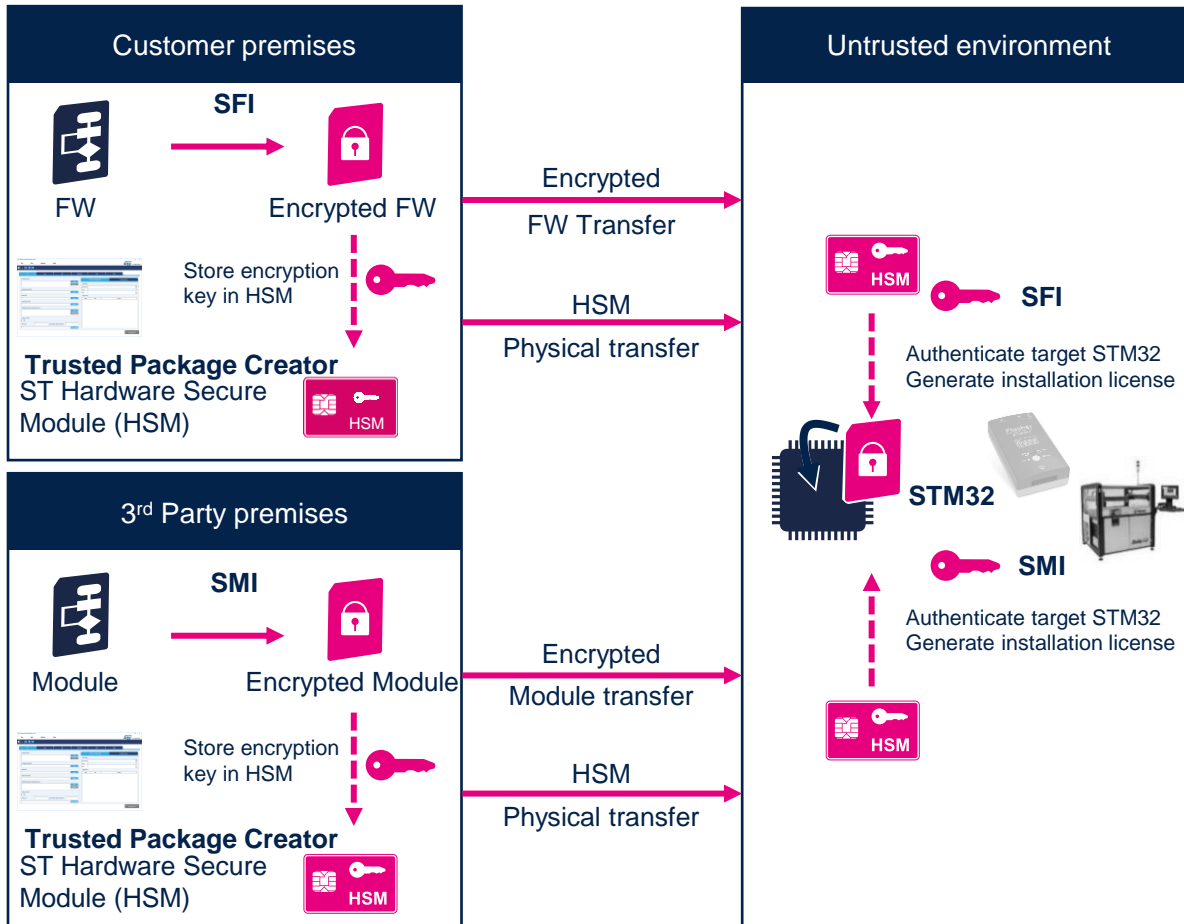 Customer premises
SFI
FW
Encrypted FW
Store encryption
key in HSM
Trusted Package Creator
ST Hardware Secure
Module (HSM)
HSM
3rd Party premises
SMI
Module
Encrypted Module
Store encryption
key in HSM
Trusted Package Creator
ST Hardware Secure
Module (HSM)
HSM
Encrypted
FW Transfer
HSM
Physical transfer
Encrypted
Module transfer
HSM
Physical transfer
Untrusted environment
HSM
SFI
Authenticate target STM32
Generate installation license
STM32
SMI
Authenticate target STM32
Generate installation license
HSM